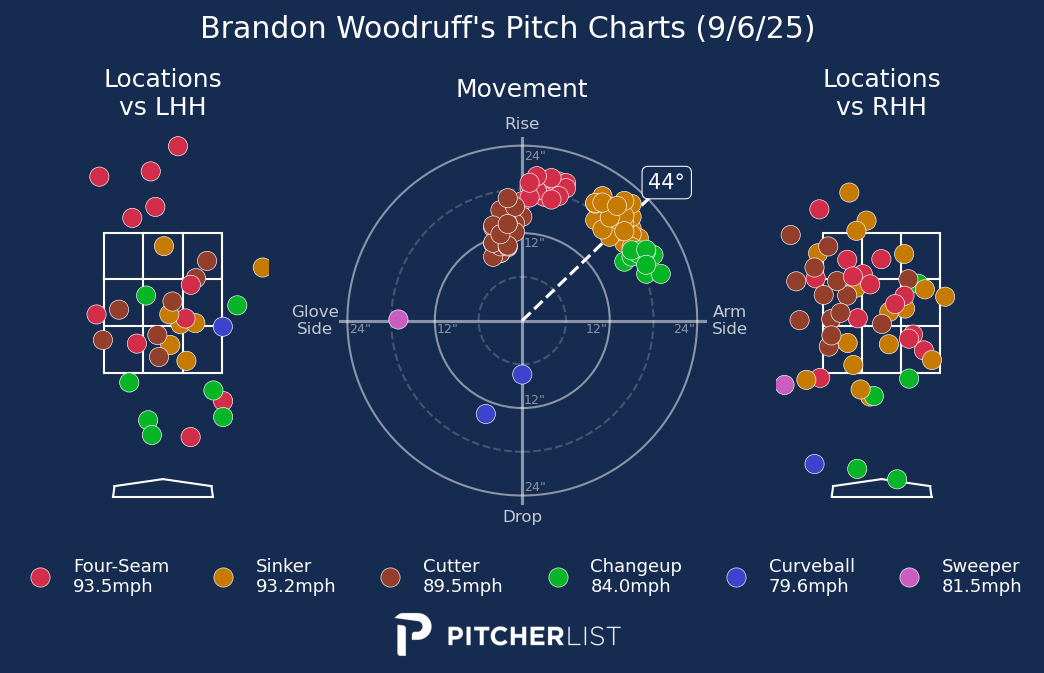 Brandon Woodruff's Pitch Charts (9/6/25)
Locations
vs LHH
Movement
Locations
vs RHH
Rise
24"
44°
12"
Glove
Side
24"
12"
12"
24"
Arm
Side
12"
24"
Drop
Four-Seam
93.5mph
Sinker
93.2mph
Cutter
89.5mph
Changeup
84.0mph
Curveball
79.6mph
Sweeper
81.5mph
PITCHERLIST